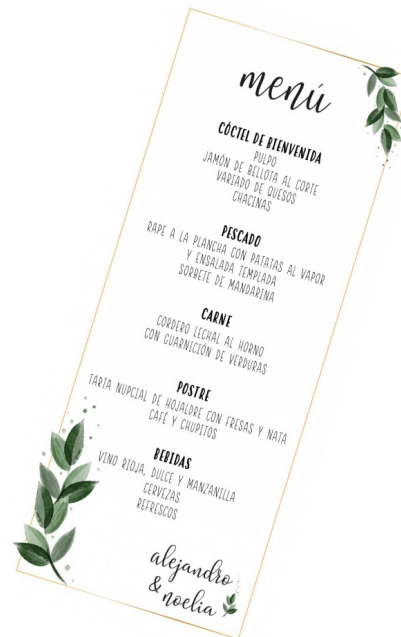 menú
CÓCTEL DE BIENVENIDA
PULPO
JAMÓN DE BELLOTA AL CORTE
VARIADO DE QUESOS
CHACINAS
PESCADO
RAPE A LA PLANCHA CON PATATAS AL VAPOR
Y ENSALADA TEMPLADA
SORBETE DE MANDARINA
CARNE
CORDERO LECHAL AL HORNO
CON GUARNICIÓN DE VERDURAS
POSTRE
TARTA NUPCIAL DE HOJALDRE CON FRESAS Y NATA
CAFÉ Y CHUPITOS
BEBIDAS
VINO RIOJA, DULCE Y MANZANILLA
CERVEZAS
REFRESCOS
alejandro
& noelia